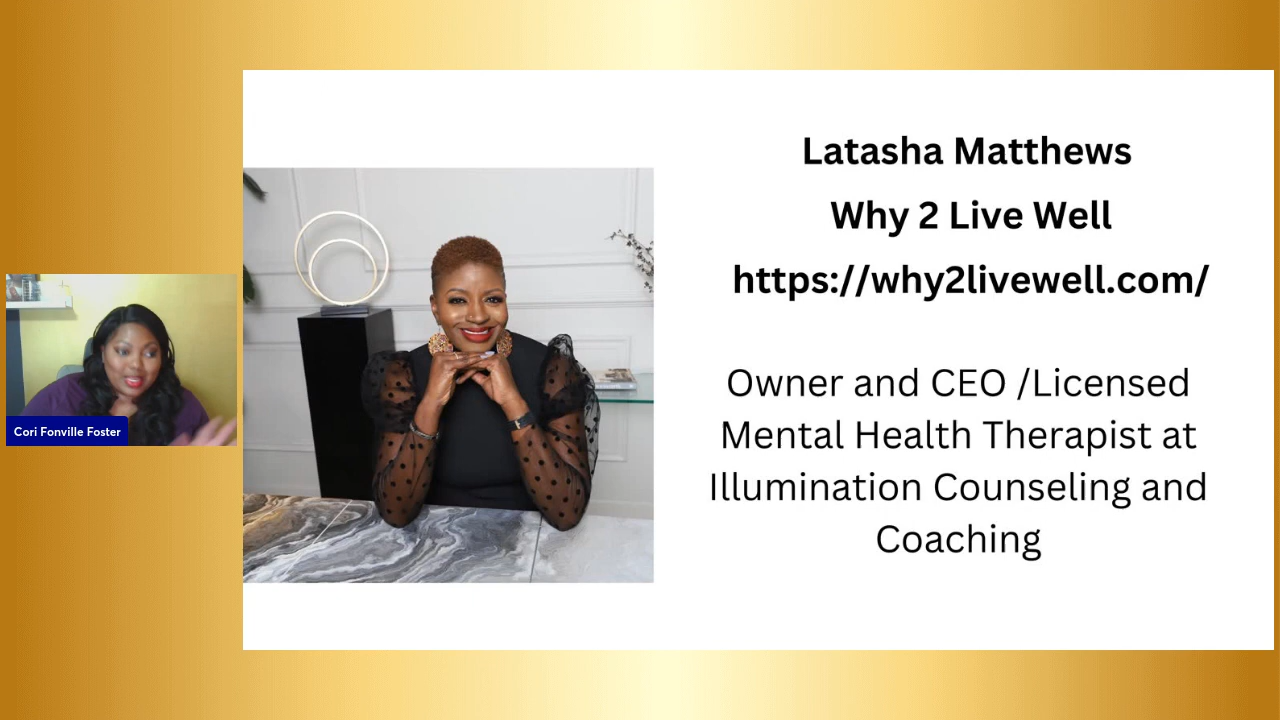 Latasha Matthews
Why 2 Live Well
https://why2livewell.com/
Owner and CEO /Licensed
Mental Health Therapist at
Illumination Counseling and
Coaching
Cori Fonville Foster